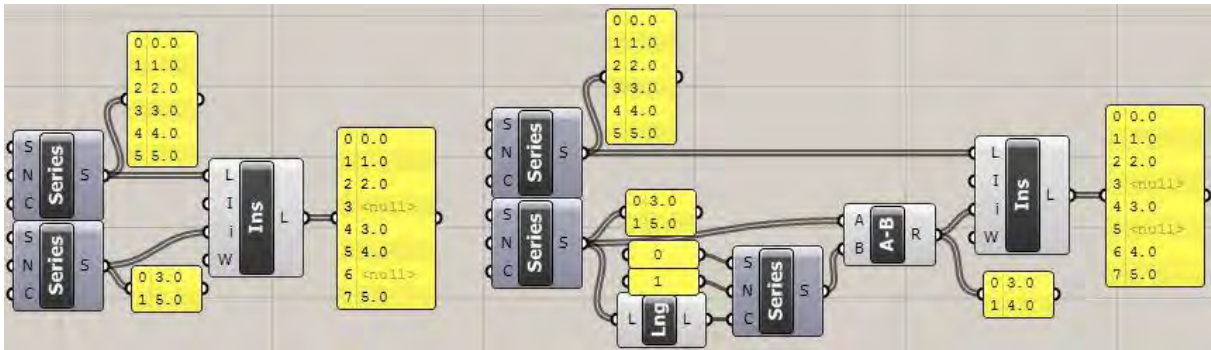 0 0.0
1 1.0
2 2.0
3 3.0
4 4.0
5 5.0
S
N
C
Series
S
S
N
C
Series
S
0 3.0
1 5.0
L
I
i
W
Ins
L
0 0.0
1 1.0
2 2.0
3 <null>
4 3.0
5 4.0
6 <null>
7 5.0
0 0.0
1 1.0
2 2.0
3 3.0
4 4.0
5 5.0
S
N
C
Series
S
S
N
C
Series
S
0 3.0
1 5.0
0
1
L
Lng
L
S
N
C
Series
S
A
B
A-B
R
0 3.0
1 4.0
L
I
i
W
Ins
L
0 0.0
1 1.0
2 2.0
3 <null>
4 3.0
5 <null>
6 4.0
7 5.0